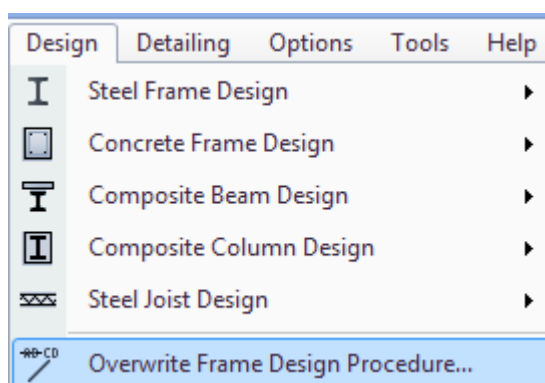 Design Detailing Options Tools Help
Steel Frame Design
Concrete Frame Design
Composite Beam Design
Composite Column Design
Steel Joist Design
Overwrite Frame Design Procedure...